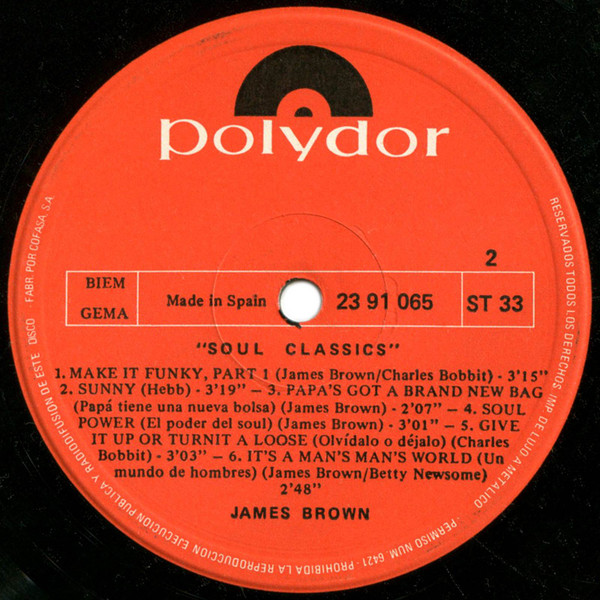 polydor
2
BIEM
GEMA
Made in Spain
23 91 065
ST 33
"SOUL CLASSICS"
1. MAKE IT FUNKY, PART 1 (James Brown/Charles Bobbit) - 3'15"
2. SUNNY (Hebb) - 3'19" — 3. PAPA'S GOT A BRAND NEW BAG
(Papá tiene una nueva bolsa) (James Brown) - 2'07" — 4. SOUL
POWER (El poder del soul) (James Brown) - 3'01" — 5. GIVE
IT UP OR TURNIT A LOOSE (Olvídalo o déjalo) (Charles
Bobbit) - 3'03" — 6. IT'S A MAN'S MAN'S WORLD (Un
mundo de hombres) (James Brown/Betty Newsome)
2'48"
JAMES BROWN
RESERVADOS TODOS LOS DERECHOS. IMP. DE LUJO A METALICO - PERMISO NUM. 6421 - PROHIBIDA LA REPRODUCCION EJECUCION PUBLICA Y RADIODIFUSION DE ESTE DISCO - FABR. POR COFASA S.A.